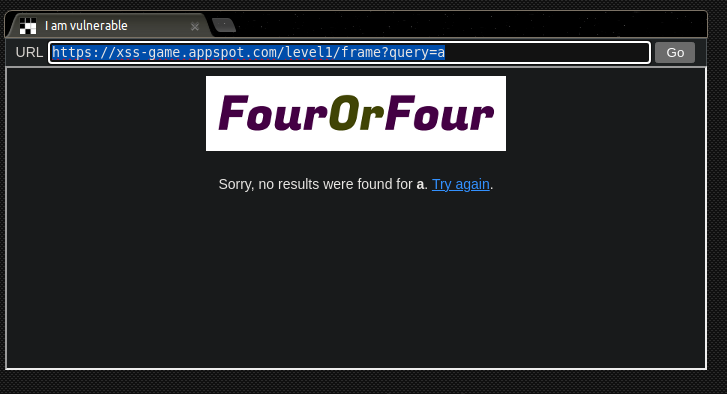 I am vulnerable
URL https://xss-game.appspot.com/level1/frame?query=a Go
FourOrFour
Sorry, no results were found for a. Try again.